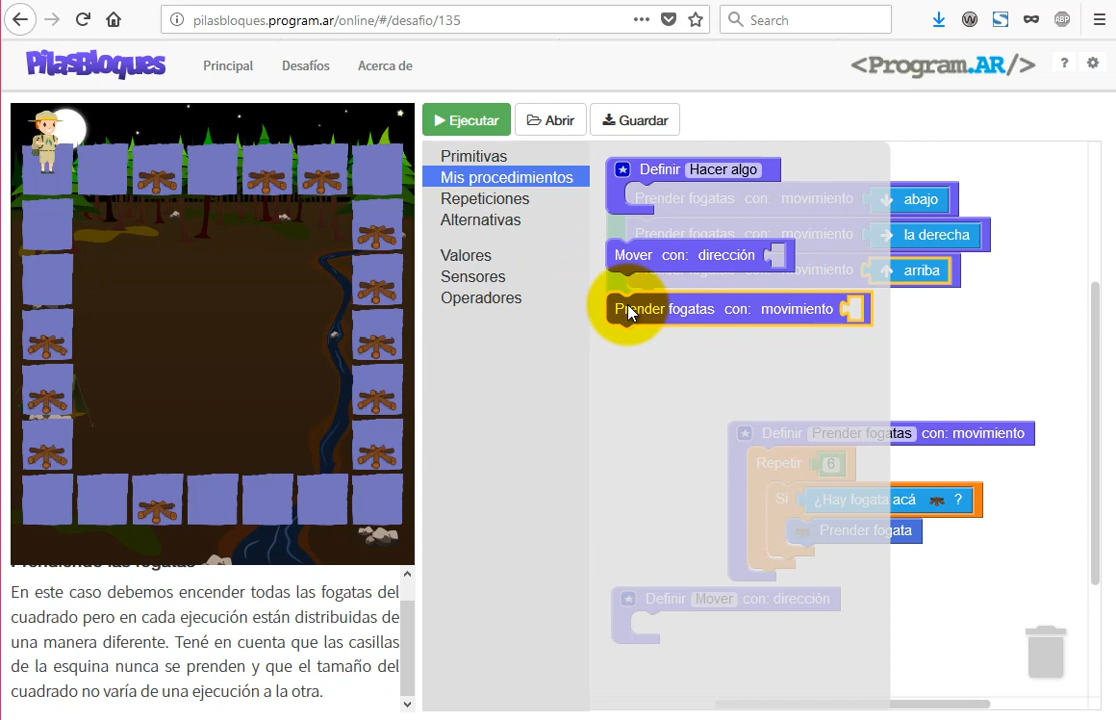 pilasbloques.program.ar/online/#/desafio/135
Search
PilasBloques
Principal
Desafíos
Acerca de
<Program.AR/>
?
Ejecutar
Abrir
Guardar
Primitivas
Mis procedimientos
Repeticiones
Alternativas
Valores
Sensores
Operadores
Definir Hacer algo
Prender fogatas con: movimiento abajo
Prender fogatas con: movimiento la derecha
Mover con: dirección
arriba
Prender fogatas con: movimiento
Definir Prender fogatas con: movimiento
Repetir 6
Si ¿Hay fogata acá ?
Prender fogata
Definir Mover con: dirección
En este caso debemos encender todas las fogatas del
cuadrado pero en cada ejecución están distribuidas de
una manera diferente. Tené en cuenta que las casillas
de la esquina nunca se prenden y que el tamaño del
cuadrado no varía de una ejecución a la otra.